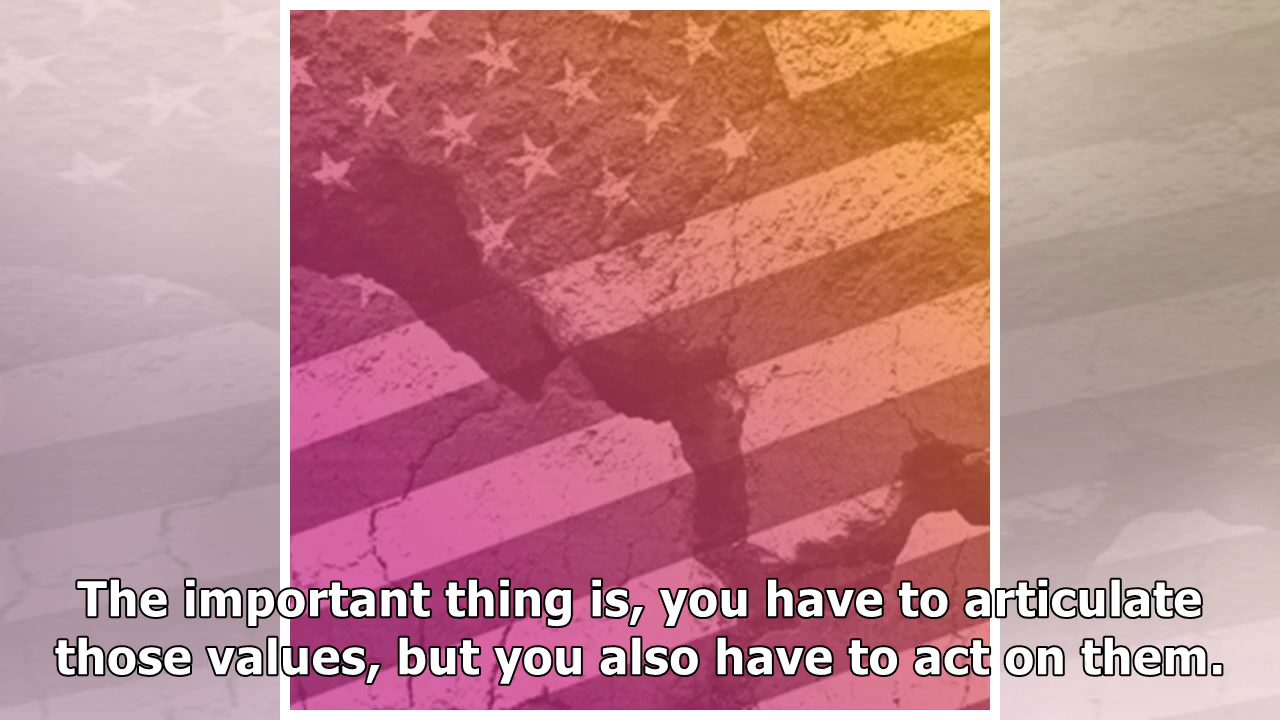 The important thing is, you have to articulate
those values, but you also have to act on them.